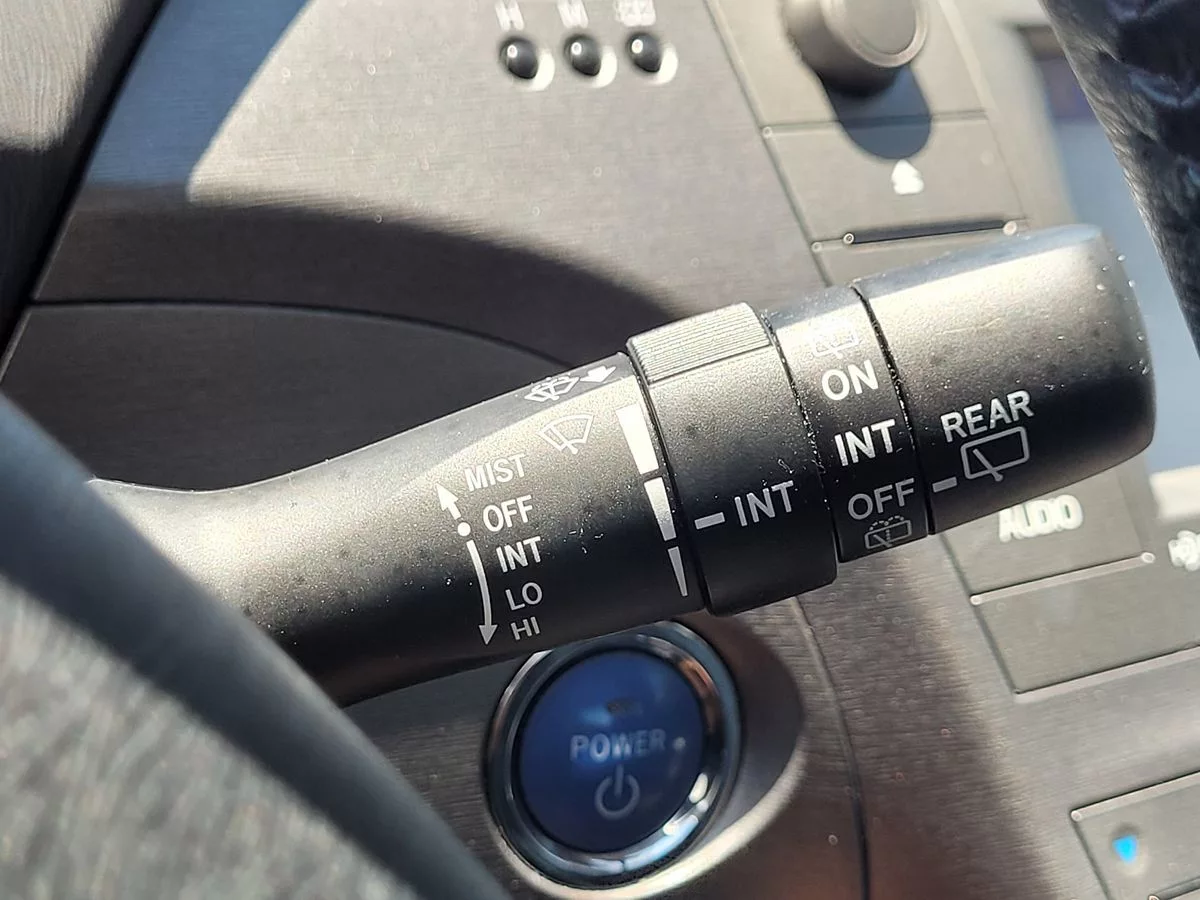 H M
MIST
OFF
INT
LO
HI
INT
ON
INT
OFF
REAR
AUDIO
POWER